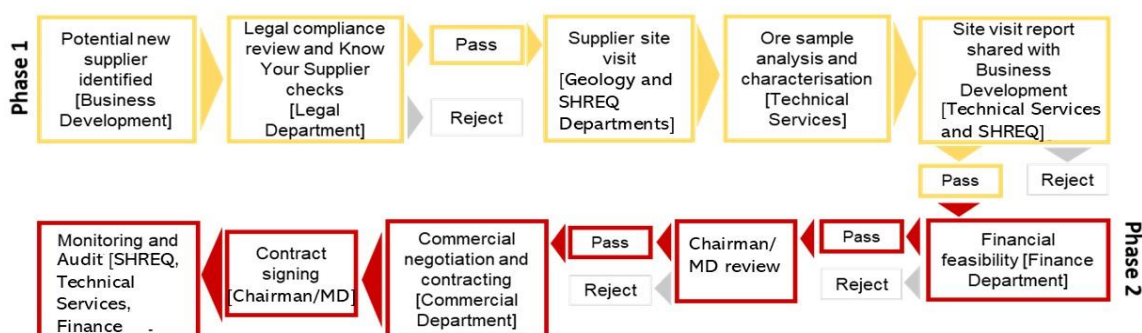 Phase 1
Potential new
supplier
identified
[Business
Development]
Legal compliance
review and Know
Your Supplier
checks
[Legal
Department]
Pass
Reject
Supplier site
visit
[Geology and
SHREQ
Departments]
Ore sample
analysis and
characterisation
[Technical
Services]
Site visit report
shared with
Business
Development
[Technical Services
and SHREQ]
Pass
Reject
Phase 2
Financial
feasibility [Finance
Department]
Pass
Reject
Chairman/
MD review
Pass
Reject
Commercial
negotiation and
contracting
[Commercial
Department]
Contract
signing
[Chairman/MD]
Monitoring and
Audit [SHREQ,
Technical
Services,
Finance